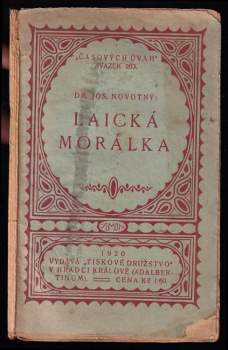 „ČASOVÝCH ÚVAH“
SVAZEK 263.
DR. JOS. NOVOTNÝ:
LAICKÁ
MORÁLKA
1920
VYDÁVÁ „TISKOVÉ DRUŽSTVO“
V HRADCI KRÁLOVÉ (ADALBER-
TINUM). CENA Kč 1·60.